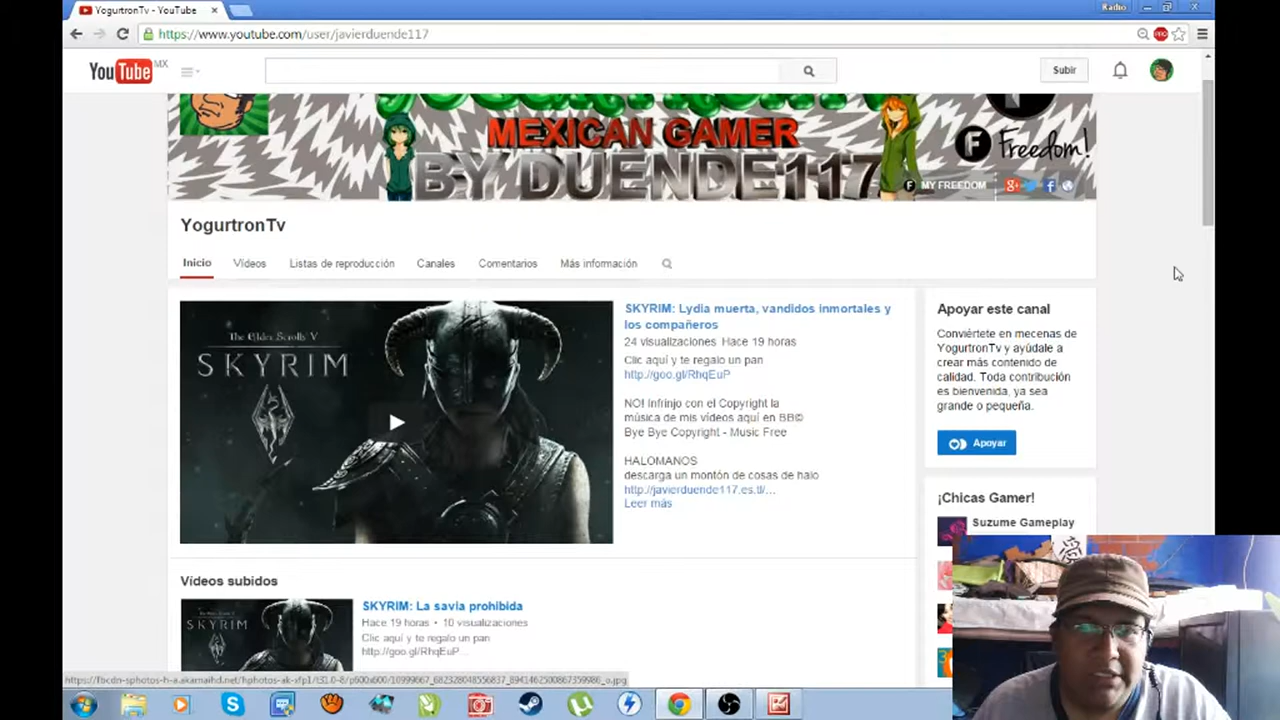 YogurtronTv - YouTube
Radio
https://www.youtube.com/user/javierduende117
YouTube MX
Subir
MEXICAN GAMER
BY DUENDE117
F Freedom!
F MY FREEDOM
YogurtronTv
Inicio Vídeos Listas de reproducción Canales Comentarios Más información
The Elder Scrolls V
SKYRIM
SKYRIM: Lydia muerta, vandidos inmortales y
los compañeros
24 visualizaciones Hace 19 horas
Clic aquí y te regalo un pan
http://goo.gl/RhqEuP
NO! Infrinjo con el Copyright la
música de mis vídeos aquí en BB©
Bye Bye Copyright - Music Free
HALOMANOS
descarga un montón de cosas de halo
http://javierduende117.es.tl/...
Leer más
Apoyar este canal
Conviértete en mecenas de
YogurtronTv y ayúdale a
crear más contenido de
calidad. Toda contribución
es bienvenida, ya sea
grande o pequeña.
Apoyar
¡Chicas Gamer!
Suzume Gameplay
Vídeos subidos
SKYRIM
SKYRIM: La savia prohibida
Hace 19 horas • 10 visualizaciones
Clic aquí y te regalo un pan
http://goo.gl/RhqEuP...